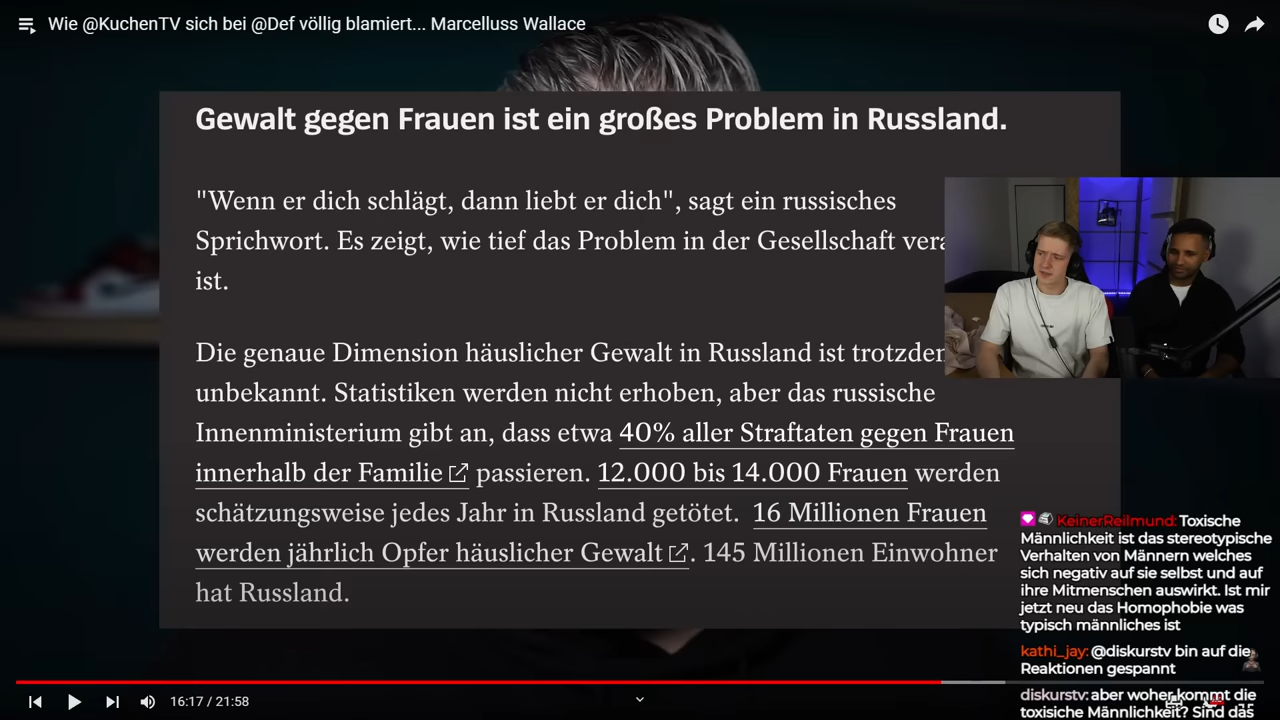 Wie @KuchenTV sich bei @Def völlig blamiert... Marcelluss Wallace
Gewalt gegen Frauen ist ein großes Problem in Russland.
"Wenn er dich schlägt, dann liebt er dich", sagt ein russisches
Sprichwort. Es zeigt, wie tief das Problem in der Gesellschaft vera
ist.
Die genaue Dimension häuslicher Gewalt in Russland ist trotzdem
unbekannt. Statistiken werden nicht erhoben, aber das russische
Innenministerium gibt an, dass etwa 40% aller Straftaten gegen Frauen
innerhalb der Familie passieren. 12.000 bis 14.000 Frauen werden
schätzungsweise jedes Jahr in Russland getötet. 16 Millionen Frauen
werden jährlich Opfer häuslicher Gewalt. 145 Millionen Einwohner
hat Russland.
KeinerReilmund: Toxische
Männlichkeit ist das stereotypische
Verhalten von Männern welches
sich negativ auf sie selbst und auf
ihre Mitmenschen auswirkt. Ist mir
jetzt neu das Homophobie was
typisch männliches ist
kathi_jay: @diskurstv bin auf die
Reaktionen gespannt
diskurstv: aber woher kommt die
toxische Männlichkeit? Sind das
16:17 / 21:58